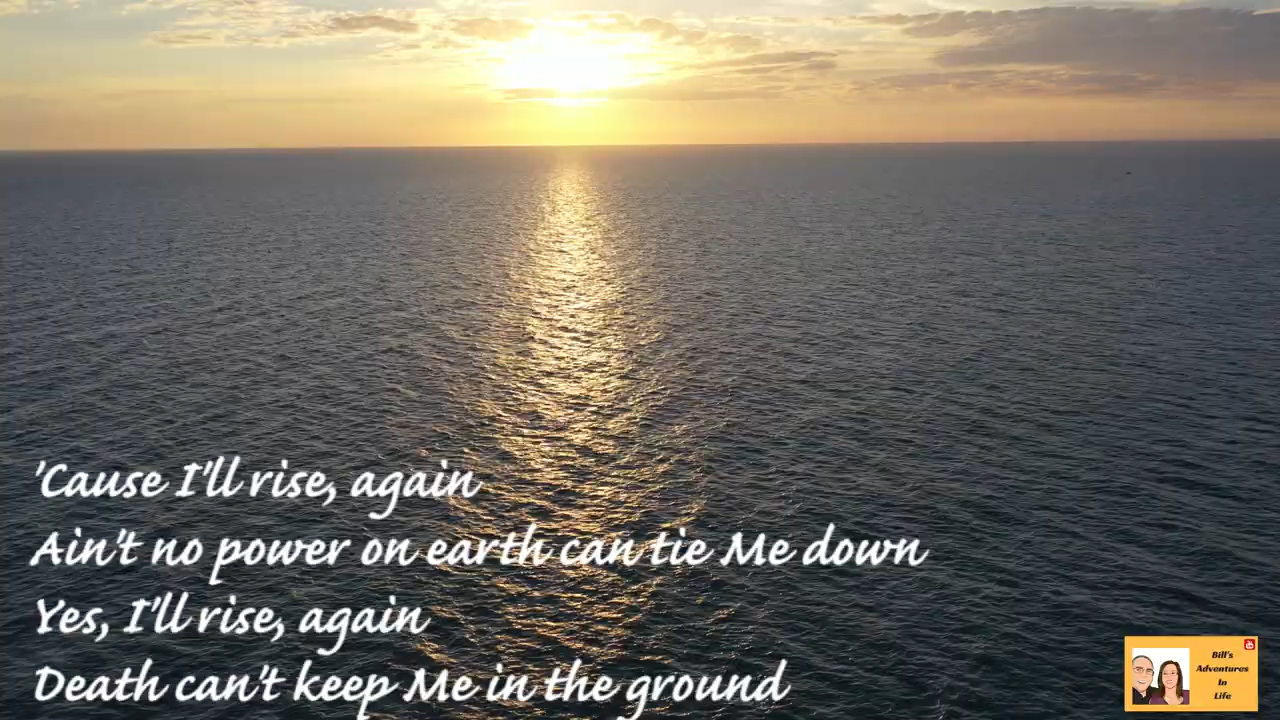 'Cause I'll rise, again
Ain't no power on earth can tie Me down
Yes, I'll rise, again
Death can't keep Me in the ground
Bill's
Adventures
In
Life